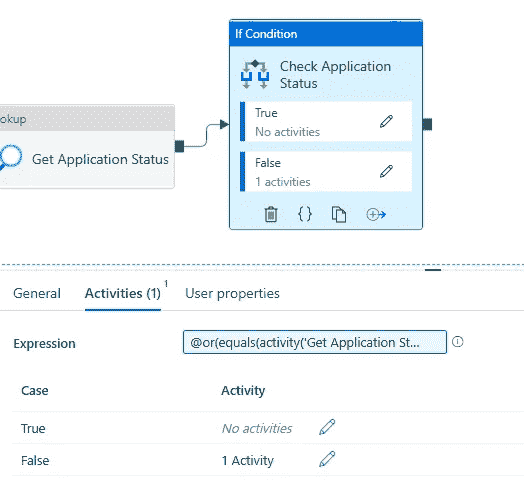 If Condition
Check Application
Status
True
No activities
False
1 activities
ookup
Get Application Status
{}
General
Activities (1)
1
User properties
Expression
@or(equals(activity('Get Application St...
Case
Activity
True
No activities
False
1 Activity